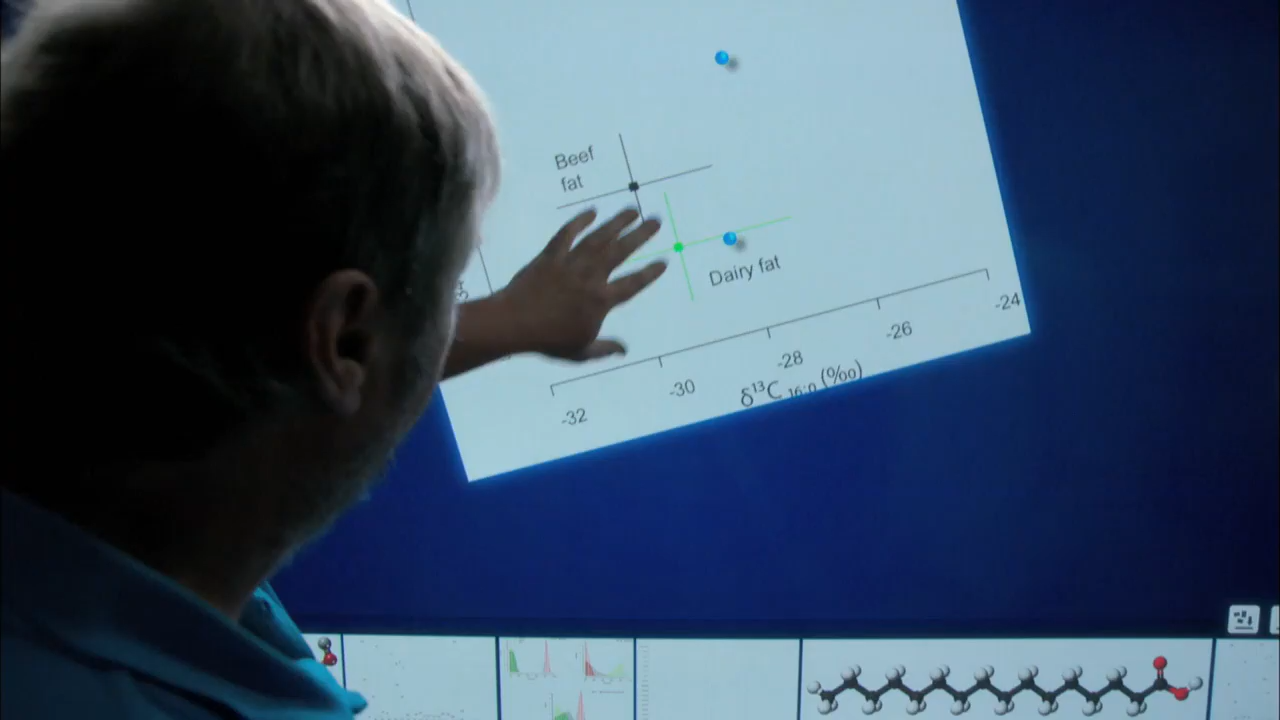 Beef
fat
Dairy fat
-32
-30
-28
-26
-24
δ¹³C 16:0 (‰)